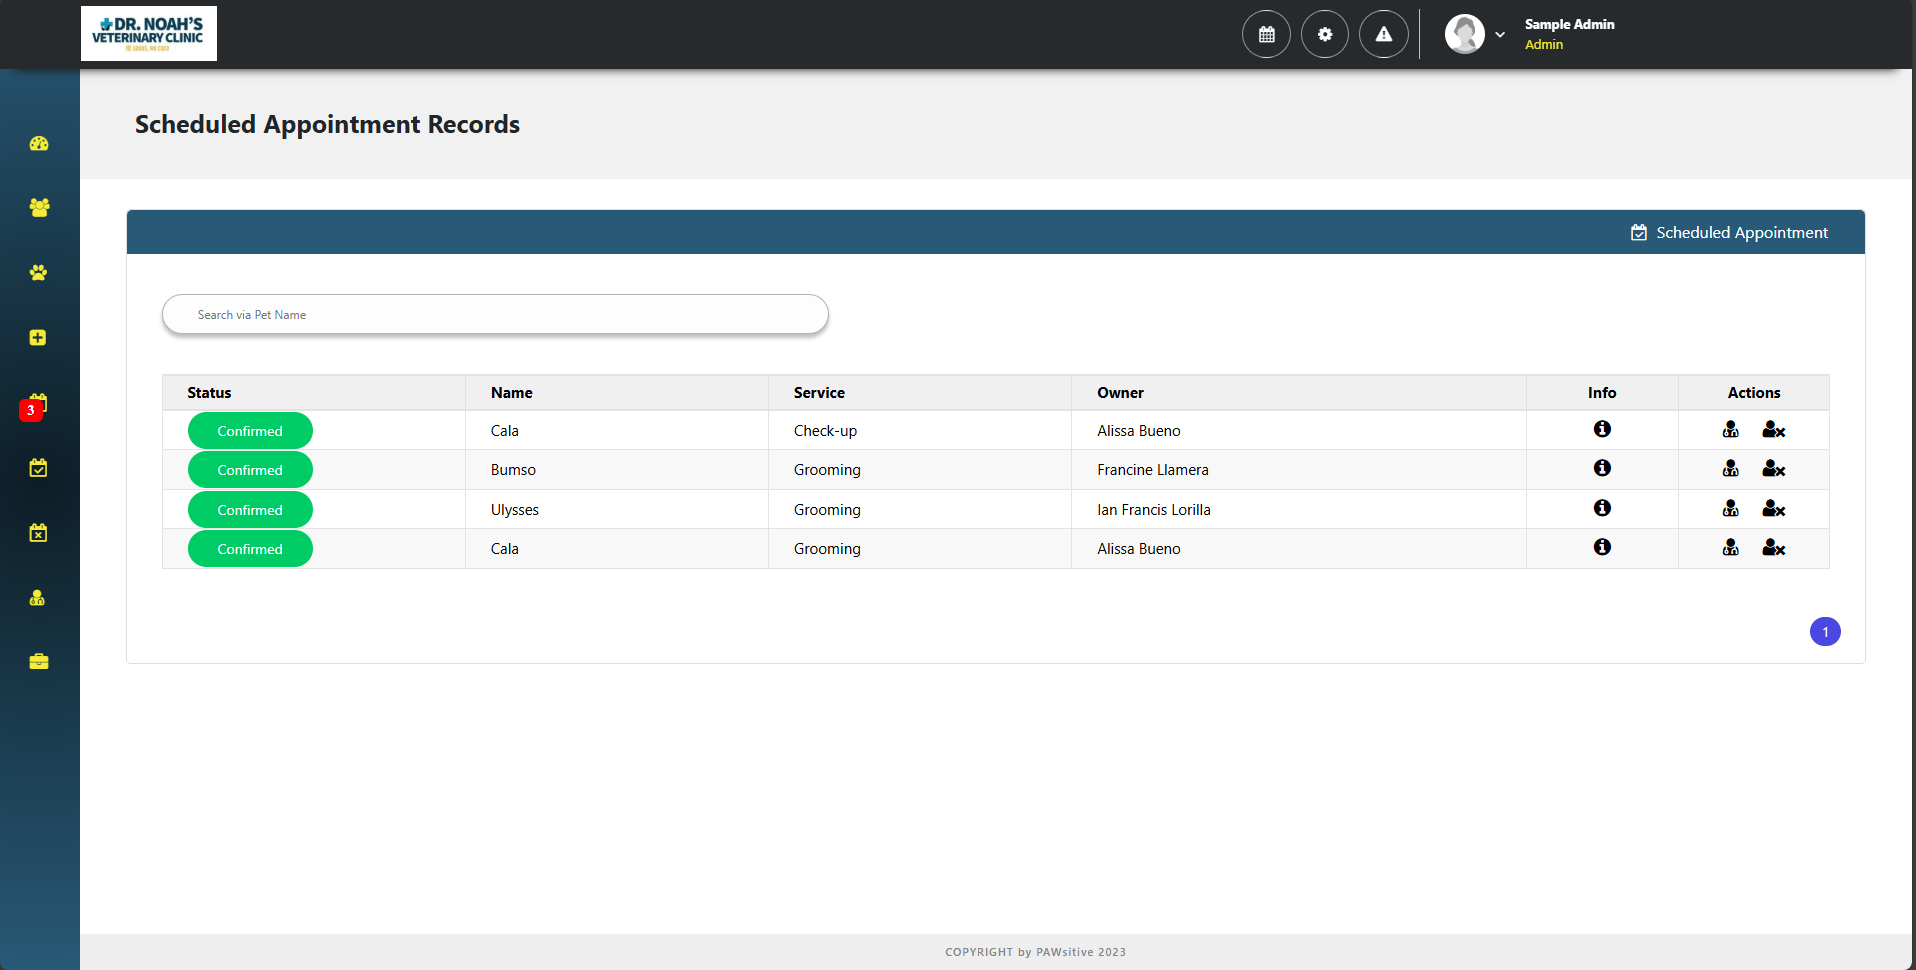 DR. NOAH'S
VETERINARY CLINIC
Sample Admin
Admin
Scheduled Appointment Records
Scheduled Appointment
Search via Pet Name
Status Name Service Owner Info Actions
Confirmed Cala Check-up Alissa Bueno
Confirmed Bumso Grooming Francine Llamera
Confirmed Ulysses Grooming Ian Francis Lorilla
Confirmed Cala Grooming Alissa Bueno
3
1
COPYRIGHT by PAWsitive 2023